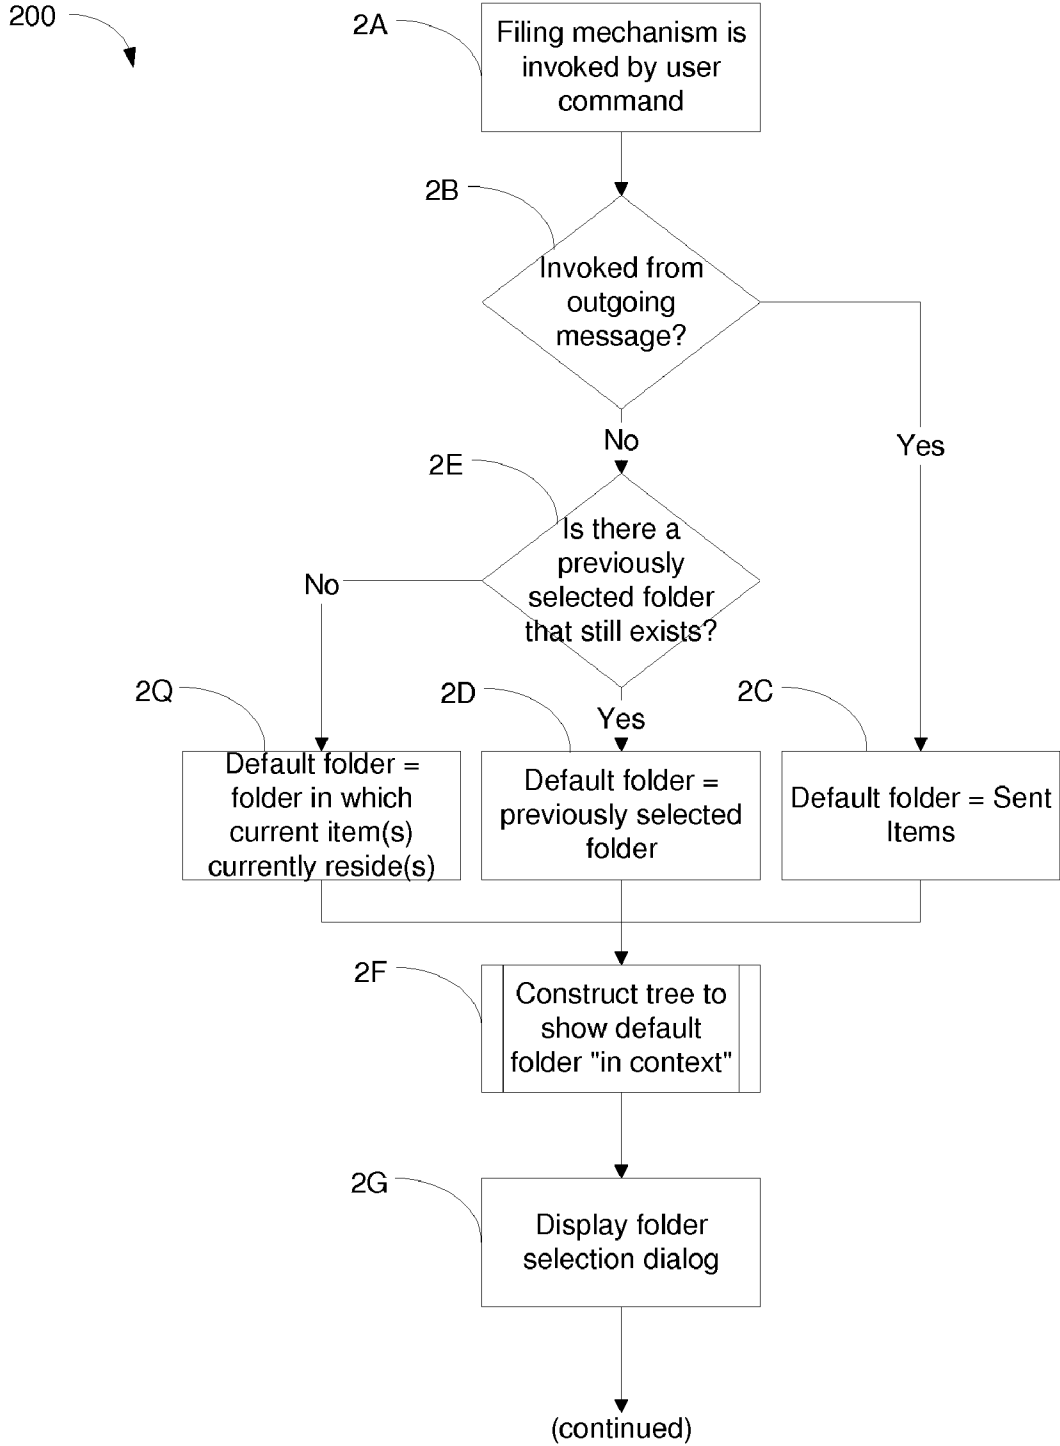 200
2A
Filing mechanism is
invoked by user
command
2B
Invoked from
outgoing
message?
No
Yes
2E
Is there a
previously
selected folder
that still exists?
No
2Q
2D
2C
Yes
Default folder =
folder in which
current item(s)
currently reside(s)
Default folder =
previously selected
folder
Default folder = Sent
Items
2F
Construct tree to
show default
folder "in context"
2G
Display folder
selection dialog
(continued)